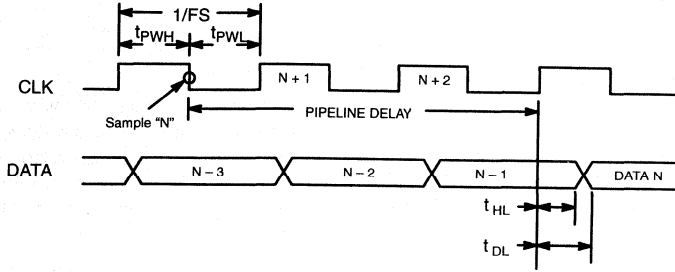 1/FS
tPWH
tPWL
CLK
N + 1
N + 2
Sample "N"
PIPELINE DELAY
DATA
N – 3
N – 2
N – 1
DATA N
tHL
tDL